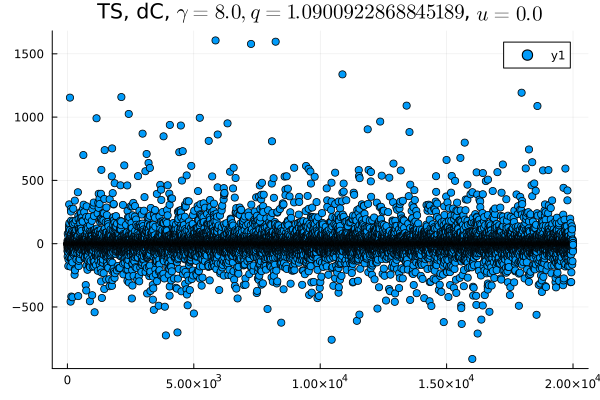 TS, dC, γ = 8.0, q = 1.0900922868845189, u = 0.0
y1
1500
1000
500
0
−500
0 5.00×10³ 1.00×10⁴ 1.50×10⁴ 2.00×10⁴